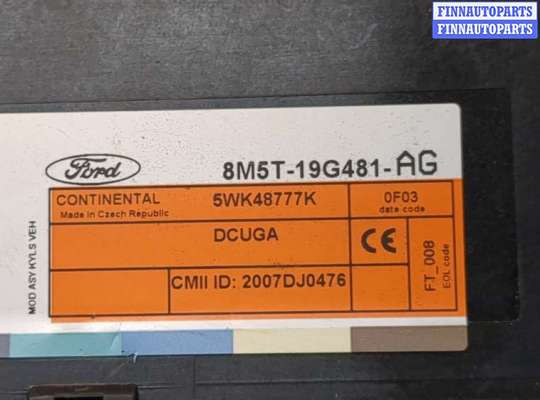 FINNAUTOPARTS
FINNAUTOPARTS
Ford
8M5T-19G481-AG
CONTINENTAL
Made in Czech Republic
5WK48777K
0F03
date code
DCUGA
CE
CMII ID: 2007DJ0476
FT_008
EOL code
MOD ASY KYLS VEH